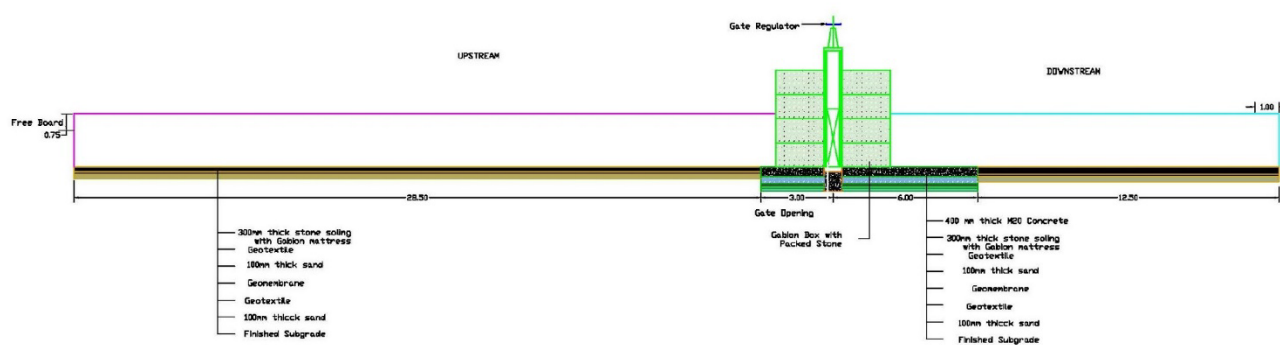 Gate Regulator
UPSTREAM
DOWNSTREAM
1.00
Free Board
0.75
28.50
3.00
6.00
12.50
Gate Opening
Gabion Box with
Packed Stone
300mm thick stone soling
with Gabion mattress
Geotextile
100mm thick sand
Geomembrane
Geotextile
100mm thicck sand
Finished Subgrade
400 mm thick M20 Concrete
300mm thick stone soling
with Gabion mattress
Geotextile
100mm thick sand
Geomembrane
Geotextile
100mm thicck sand
Finished Subgrade